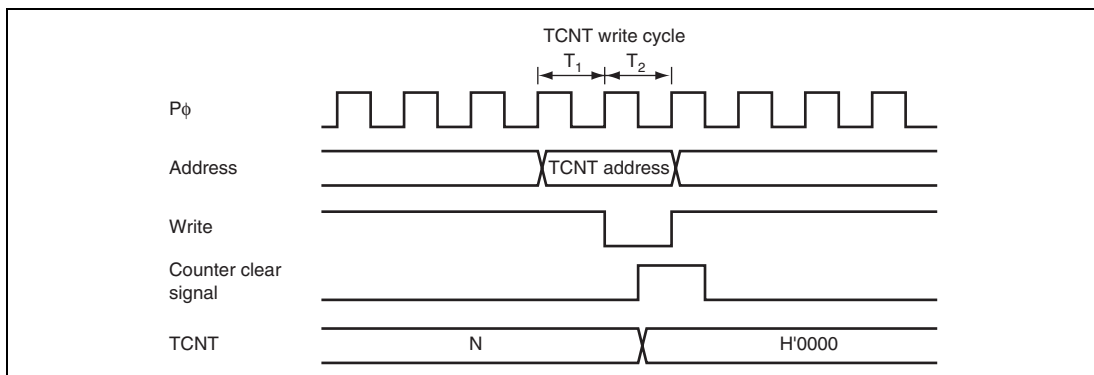 TCNT write cycle
T1 T2
Pϕ
Address
TCNT address
Write
Counter clear
signal
TCNT
N
H'0000